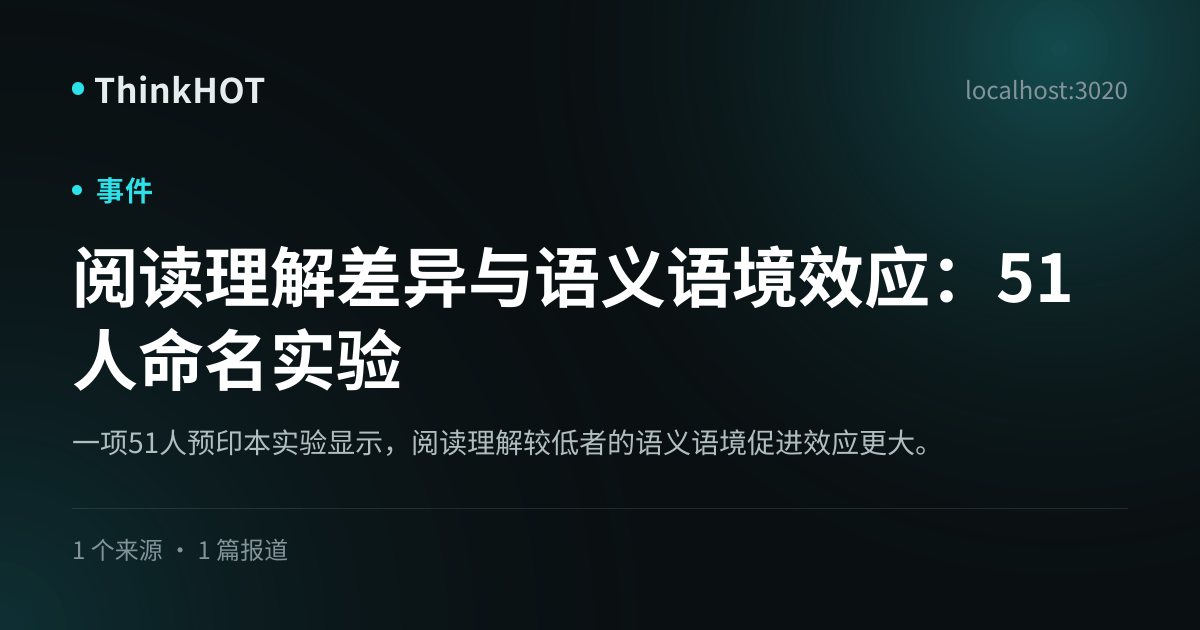 ThinkHOT
localhost:3020
事件
阅读理解差异与语义语境效应：51
人命名实验
一项51人预印本实验显示，阅读理解较低者的语义语境促进效应更大。
1 个来源 · 1 篇报道